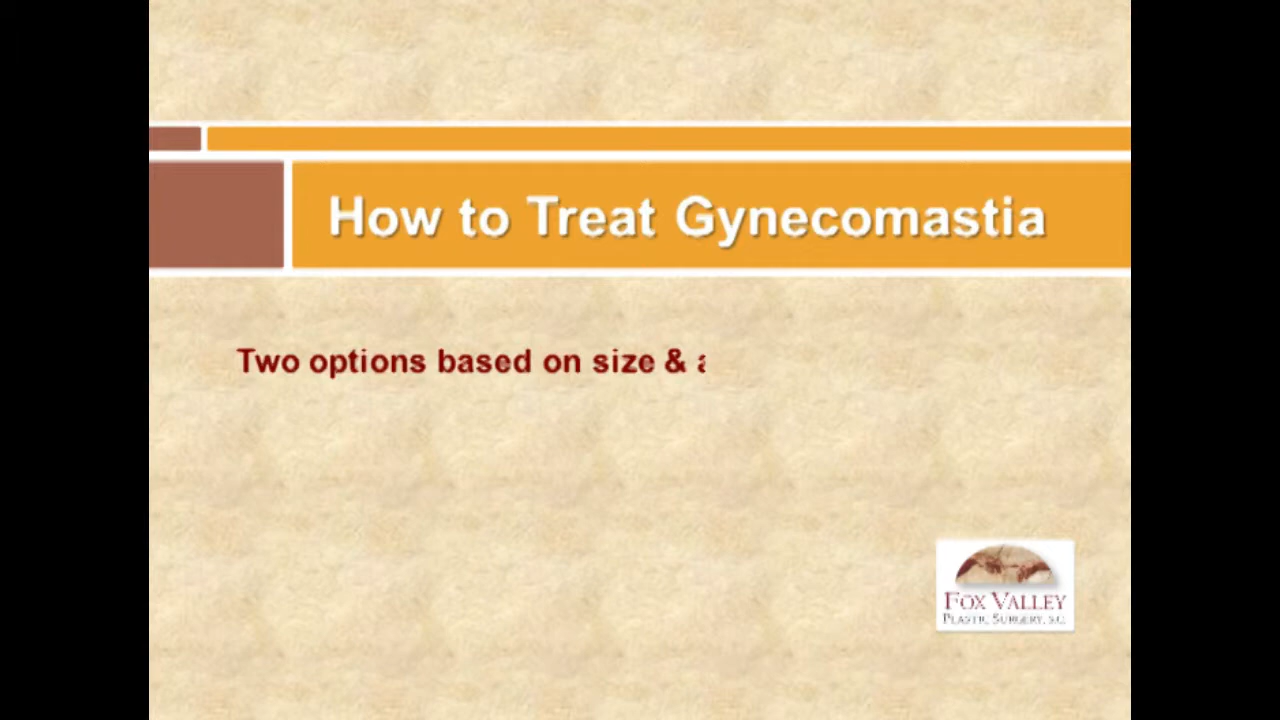 How to Treat Gynecomastia
Two options based on size &
FOX VALLEY
PLASTIC SURGERY, S.C.